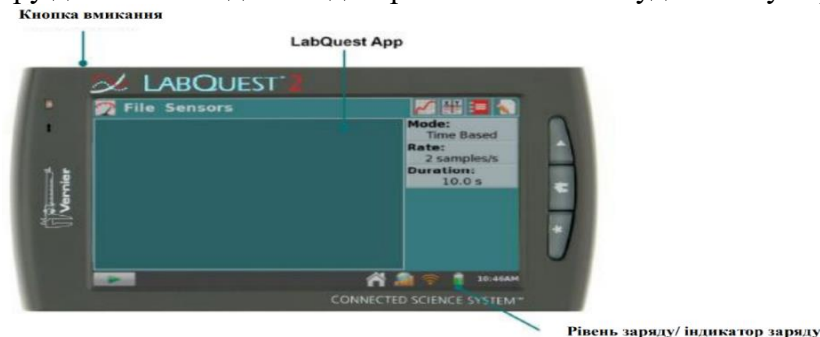 Кнопка вмикання
LabQuest App
LABQUEST 2
File Sensors
Mode:
Time Based
Rate:
2 samples/s
Duration:
10.0 s
Vernier
10:46AM
CONNECTED SCIENCE SYSTEM™
Рівень заряду/ індикатор заряду